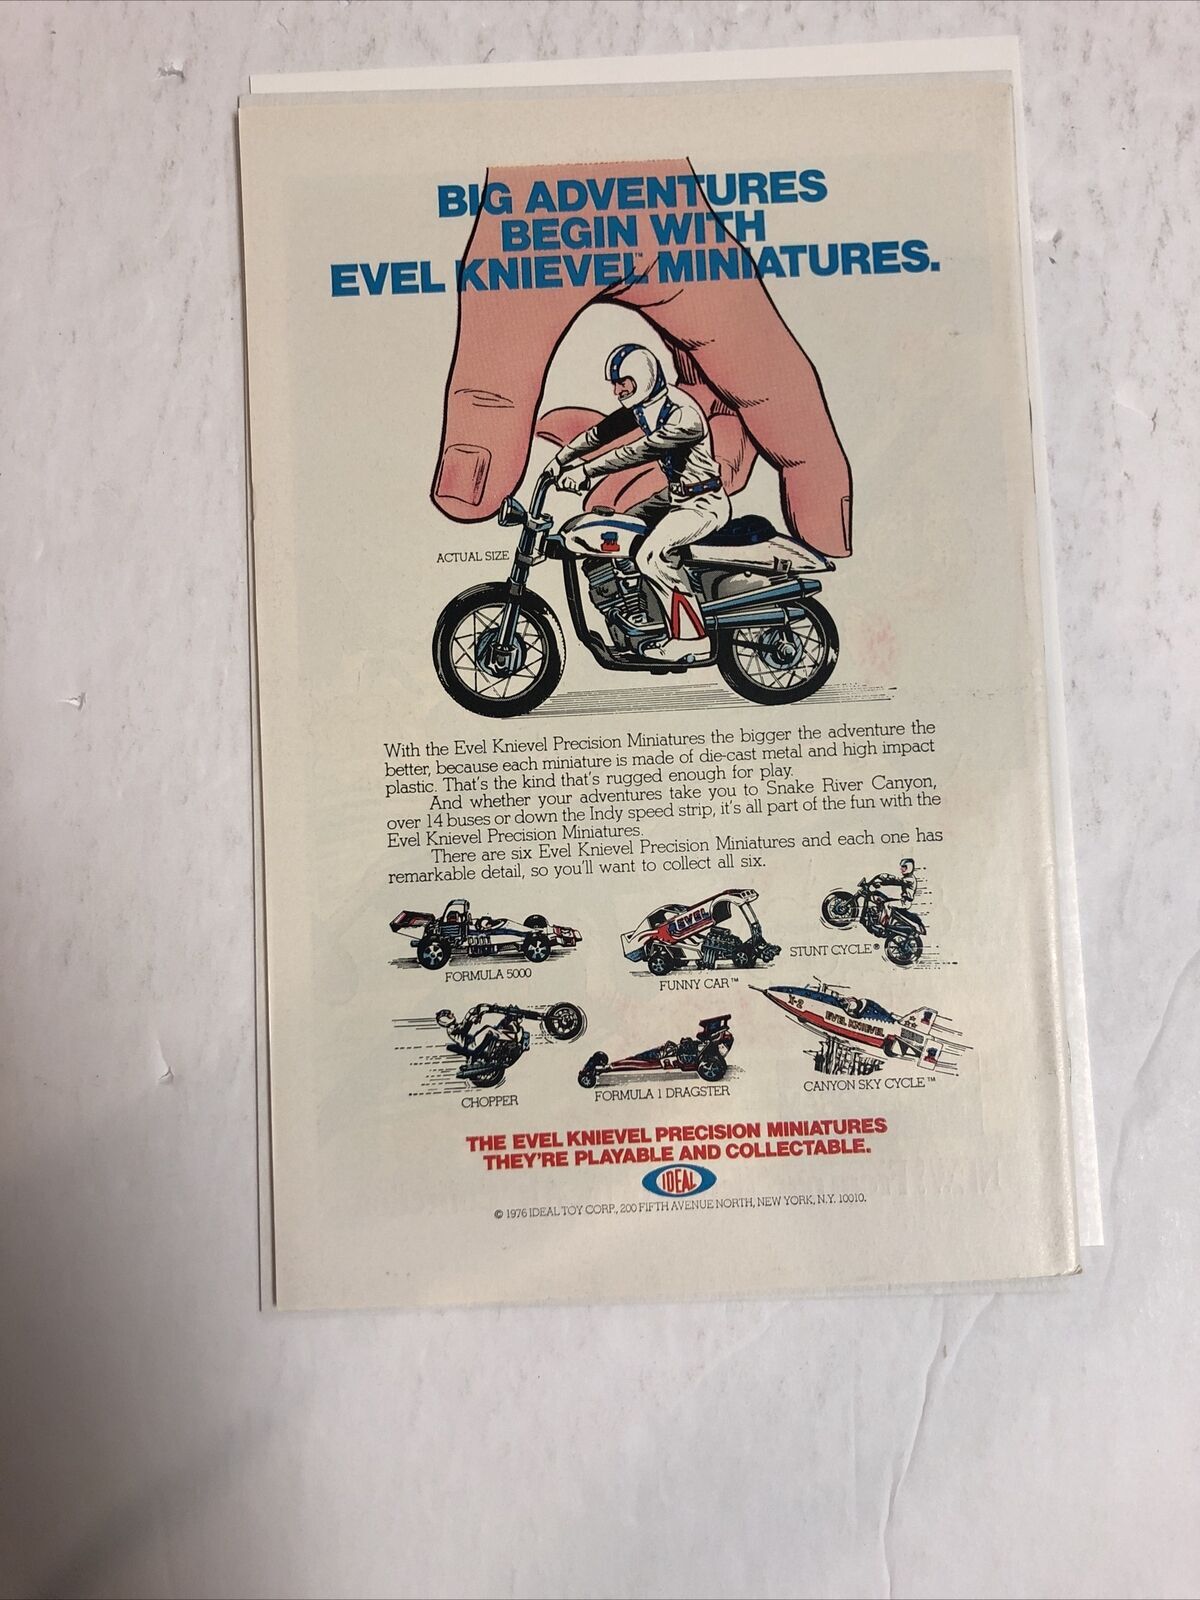 BIG ADVENTURES
BEGIN WITH
EVEL KNIEVEL™ MINIATURES.
ACTUAL SIZE
With the Evel Knievel Precision Miniatures the bigger the adventure the
better, because each miniature is made of die-cast metal and high impact
plastic. That's the kind that's rugged enough for play.
And whether your adventures take you to Snake River Canyon,
over 14 buses or down the Indy speed strip, it's all part of the fun with the
Evel Knievel Precision Miniatures.
There are six Evel Knievel Precision Miniatures and each one has
remarkable detail, so you'll want to collect all six.
EVEL
STUNT CYCLE®
FORMULA 5000
FUNNY CAR™
X-2
EVEL KNIEVEL
CHOPPER
FORMULA 1 DRAGSTER
CANYON SKY CYCLE™
THE EVEL KNIEVEL PRECISION MINIATURES
THEY'RE PLAYABLE AND COLLECTABLE.
IDEAL
© 1976 IDEAL TOY CORP., 200 FIFTH AVENUE NORTH, NEW YORK, N.Y. 10010.